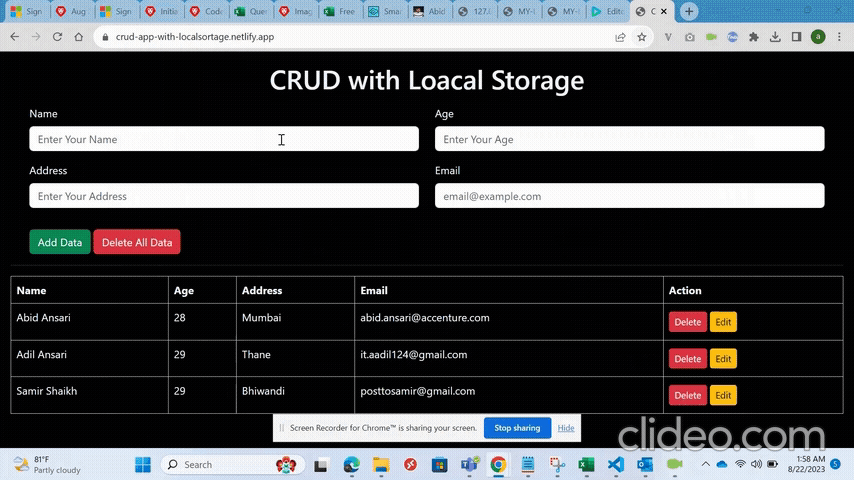 Sign
Aug
Sign
Initi
Code
Que
Free
Imag
Sma
Abid
127.
MY-
MY-
Edit
C
crud-app-with-localsortage.netlify.app
CRUD with Loacal Storage
Name
Age
Enter Your Name
Enter Your Age
Address
Email
Enter Your Address
email@example.com
Add Data
Delete All Data
Name Age Address Email Action
Abid Ansari 28 Mumbai abid.ansari@accenture.com Delete Edit
Adil Ansari 29 Thane it.aadil124@gmail.com Delete Edit
Samir Shaikh 29 Bhiwandi posttosamir@gmail.com Delete Edit
Screen Recorder for Chrome™ is sharing your screen. Stop sharing Hide
clideo.com
81°F
Partly cloudy
Search
1:58 AM
8/22/2023